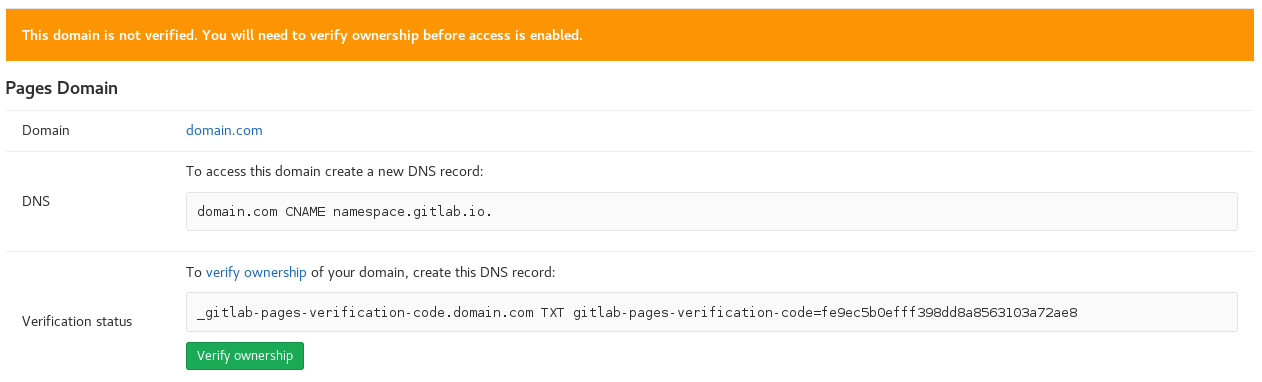 This domain is not verified. You will need to verify ownership before access is enabled.
Pages Domain
Domain
domain.com
DNS
To access this domain create a new DNS record:
domain.com CNAME namespace.gitlab.io.
Verification status
To verify ownership of your domain, create this DNS record:
_gitlab-pages-verification-code.domain.com TXT gitlab-pages-verification-code=fe9ec5b0efff398dd8a8563103a72ae8
Verify ownership